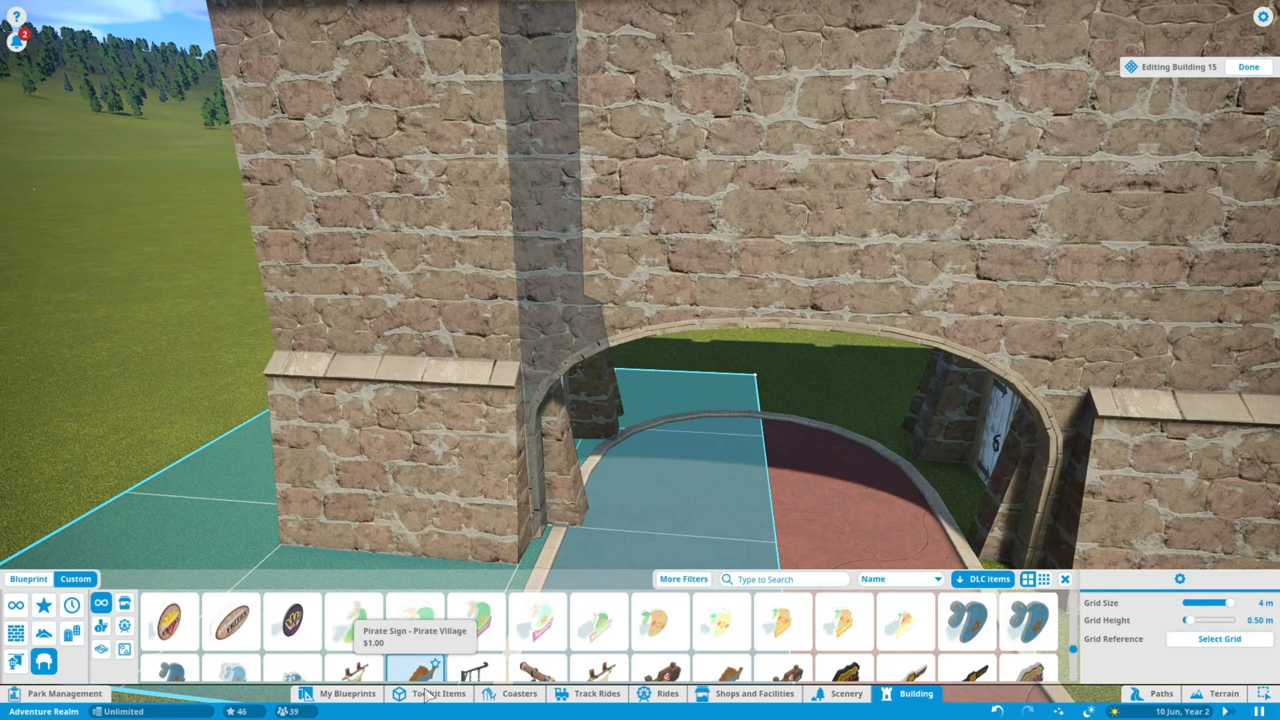 ?
2
Editing Building 15
Done
Blueprint
Custom
More Filters
Type to Search
Name
DLC items
Pirate Sign - Pirate Village
$1.00
Grid Size
4 m
Grid Height
0.50 m
Grid Reference
Select Grid
Park Management
My Blueprints
Coasters
Track Rides
Rides
Shops and Facilities
Scenery
Building
Paths
Terrain
Adventure Realm
Unlimited
46
39
10 Jun, Year 2